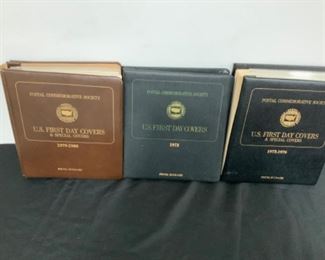 POSTAL COMMEMORATIVE SOCIETY
U.S. FIRST DAY COVERS
& SPECIAL COVERS
1979-1980
POSTAL COMMEMORATIVE SOCIETY
U.S. FIRST DAY COVERS
POSTAL COMMEMORATIVE SOCIETY
U.S. FIRST DAY COVERS
& SPECIAL COVERS
1975-1976